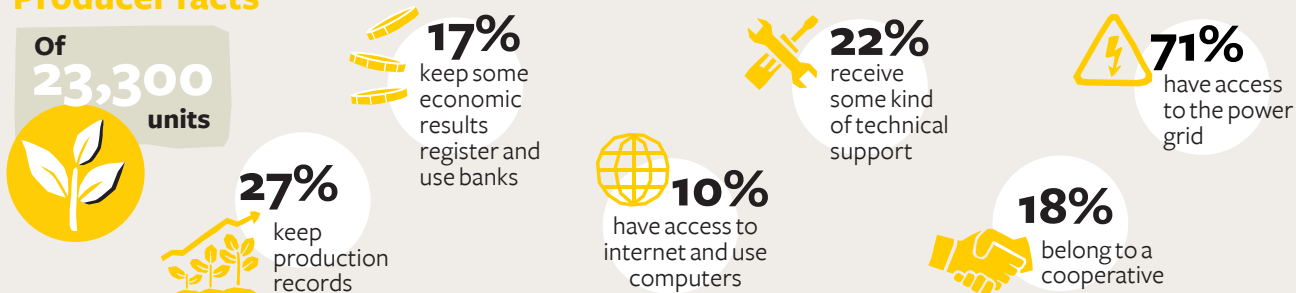 Producer facts
Of
23,300
units
27%
keep
production
records
17%
keep some
economic
results
register and
use banks
10%
have access to
internet and use
computers
22%
receive
some kind
of technical
support
18%
belong to a
cooperative
71%
have access
to the power
grid